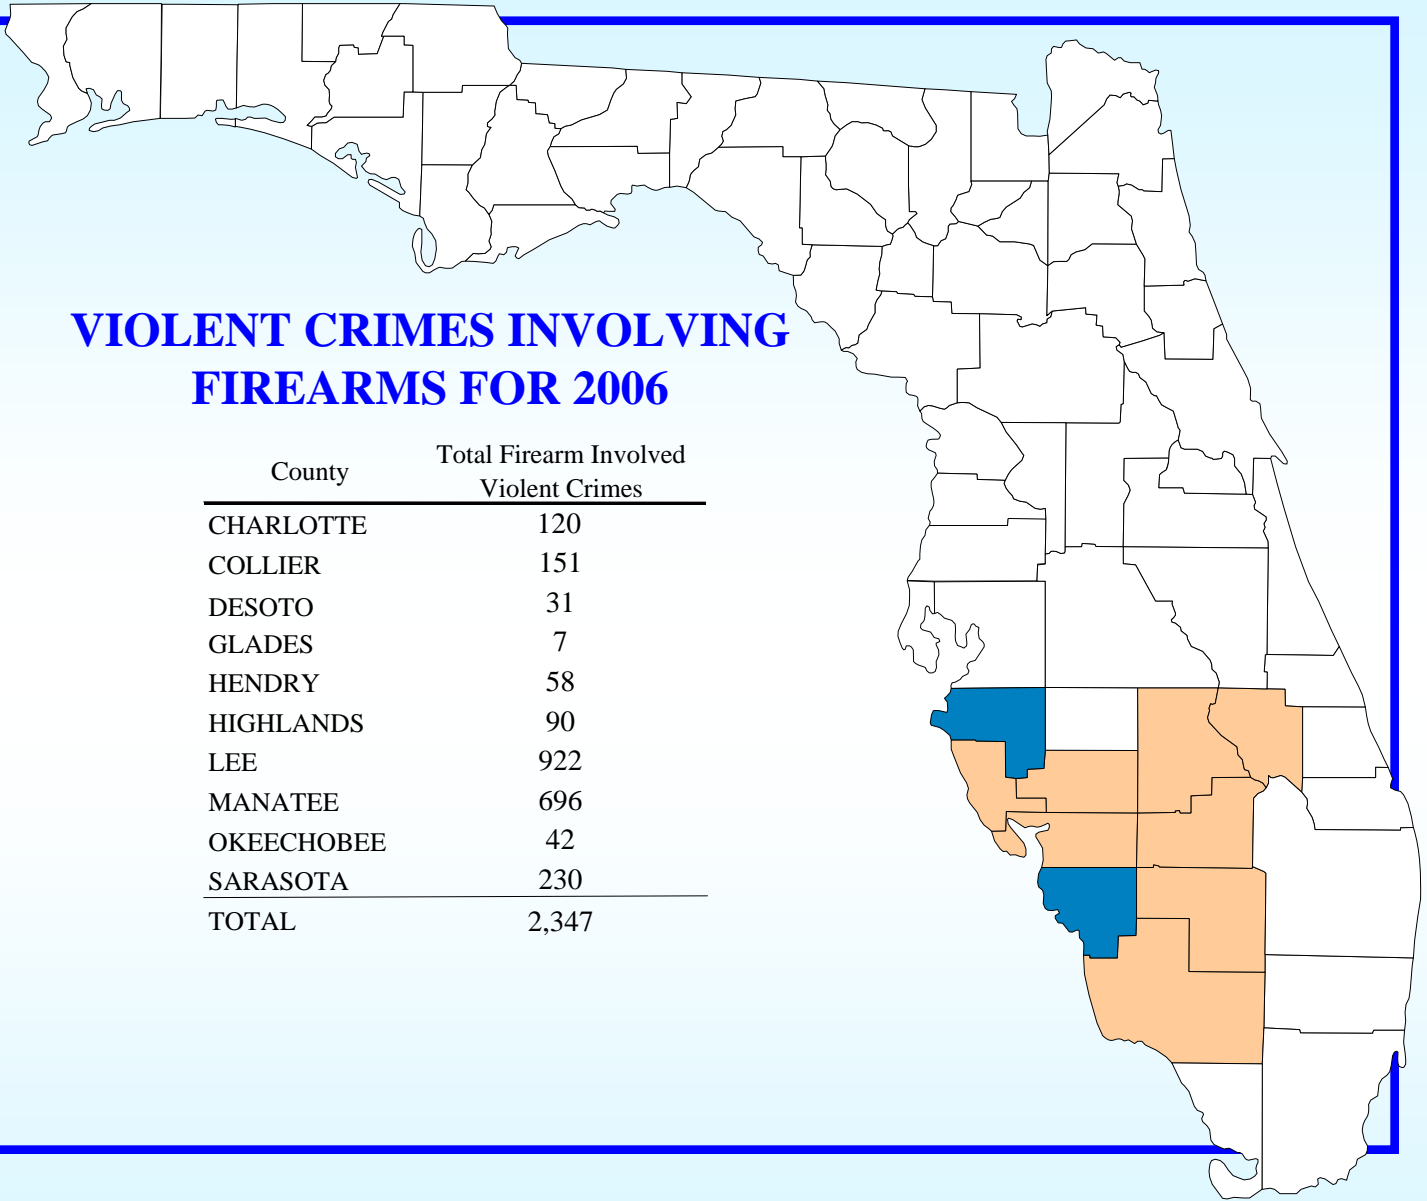 VIOLENT CRIMES INVOLVING
FIREARMS FOR 2006
County Total Firearm Involved
Violent Crimes
CHARLOTTE 120
COLLIER 151
DESOTO 31
GLADES 7
HENDRY 58
HIGHLANDS 90
LEE 922
MANATEE 696
OKEECHOBEE 42
SARASOTA 230
TOTAL 2,347